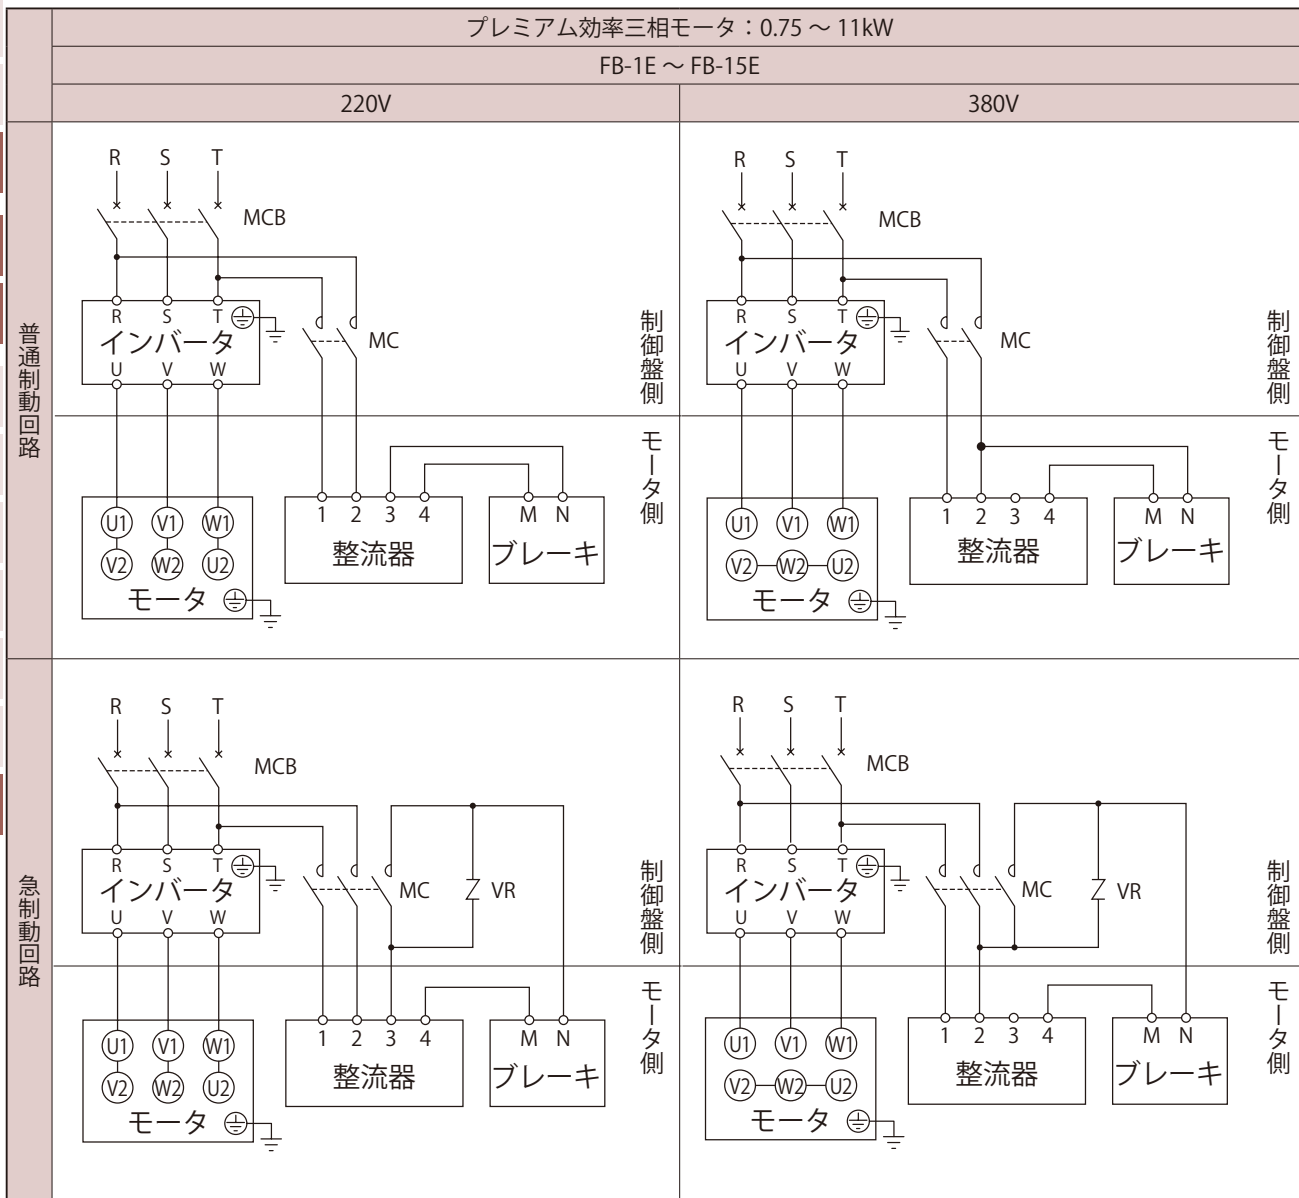 プレミアム効率三相モータ：0.75 ～ 11kW
FB-1E ～ FB-15E
220V
380V
普通制動回路
R S T
MCB
R S T
インバータ
U V W
MC
制御盤側
モータ側
U1 V1 W1
V2 W2 U2
モータ
1 2 3 4
整流器
M N
ブレーキ
R S T
MCB
R S T
インバータ
U V W
MC
制御盤側
モータ側
U1 V1 W1
V2 W2 U2
モータ
1 2 3 4
整流器
M N
ブレーキ
急制動回路
R S T
MCB
R S T
インバータ
U V W
MC
VR
制御盤側
モータ側
U1 V1 W1
V2 W2 U2
モータ
1 2 3 4
整流器
M N
ブレーキ
R S T
MCB
R S T
インバータ
U V W
MC
VR
制御盤側
モータ側
U1 V1 W1
V2 W2 U2
モータ
1 2 3 4
整流器
M N
ブレーキ